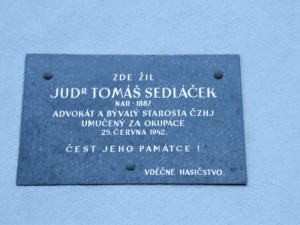 ZDE ŽIL
JUDR TOMÁŠ SEDLÁČEK
NAR · 1887
ADVOKÁT A BÝVALÝ STAROSTA ČZHJ
UMUČENÝ ZA OKUPACE
25. ČERVNA 1942.
ČEST JEHO PAMÁTCE !
VDĚČNÉ HASIČSTVO.